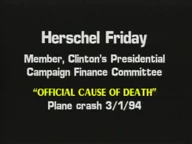 Herschel Friday
Member, Clinton's Presidential
Campaign Finance Committee
"OFFICIAL CAUSE OF DEATH"
Plane crash 3/1/94